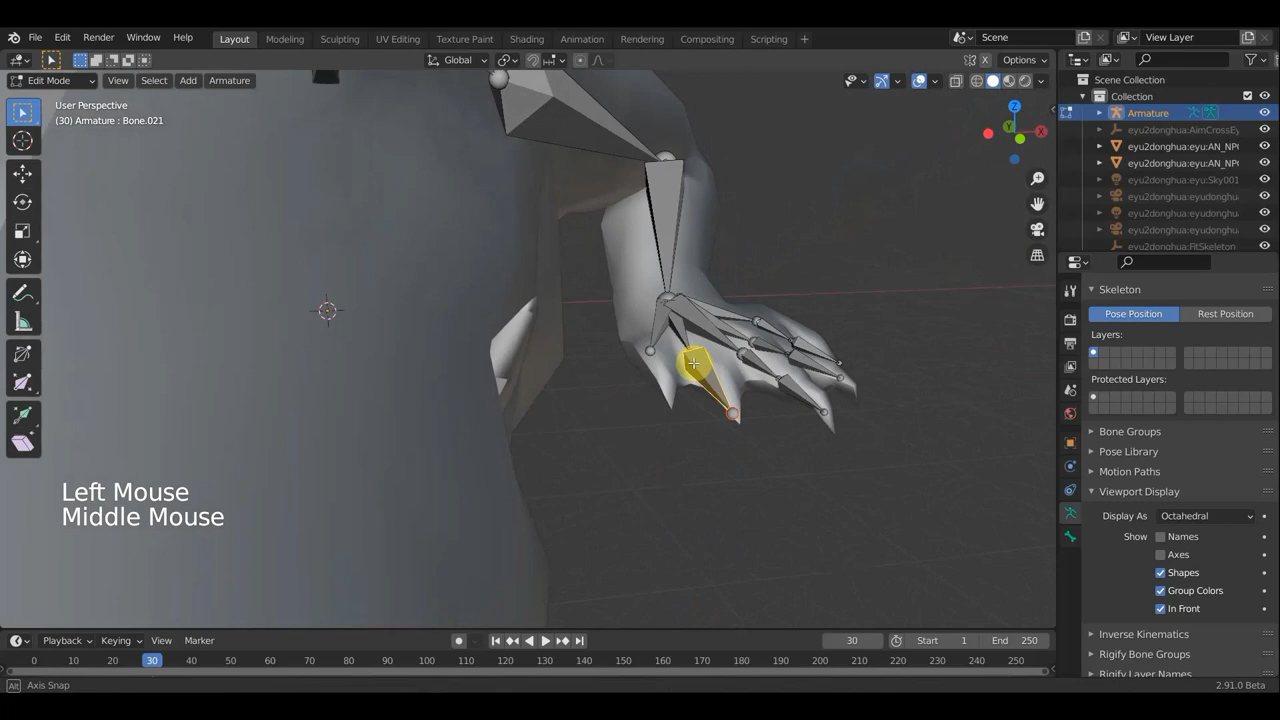 File Edit Render Window Help Layout Modeling Sculpting UV Editing Texture Paint Shading Animation Rendering Compositing Scripting + Scene View Layer
Global Options
Edit Mode View Select Add Armature
User Perspective
(30) Armature : Bone.021
Z
Y
X
Scene Collection
Collection
Armature
eyu2donghua:AimCrossEy
eyu2donghua:eyu:AN_NPC
eyu2donghua:eyu:AN_NPC
eyu2donghua:eyu:Sky001
eyu2donghua:eyudonghua
eyu2donghua:eyudonghua
eyu2donghua:eyudonghua
eyu2donghua:FitSkeleton
Skeleton
Pose Position Rest Position
Layers:
Protected Layers:
Bone Groups
Pose Library
Motion Paths
Viewport Display
Display As Octahedral
Show Names
Axes
Shapes
Group Colors
In Front
Inverse Kinematics
Rigify Bone Groups
Rigify Layer Names
Left Mouse
Middle Mouse
Playback Keying View Marker 30 Start 1 End 250
0 10 20 30 40 50 60 70 80 90 100 110 120 130 140 150 160 170 180 190 200 210 220 230 240 250
Alt Axis Snap 2.91.0 Beta